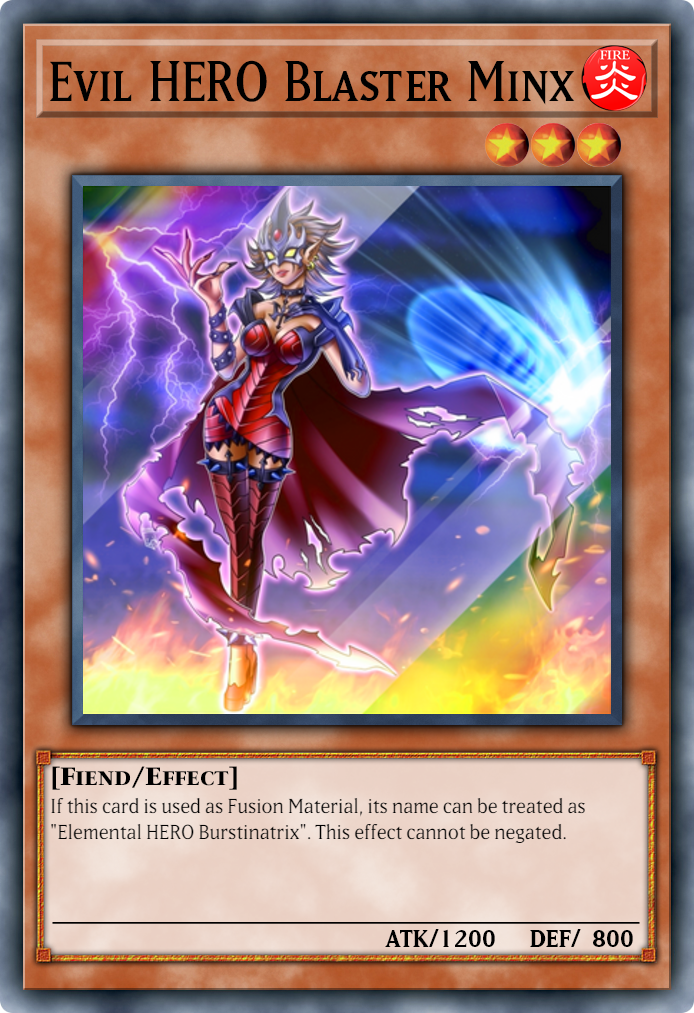 Evil HERO Blaster Minx
FIRE
炎
[Fiend/Effect]
If this card is used as Fusion Material, its name can be treated as
"Elemental HERO Burstinatrix". This effect cannot be negated.
ATK/1200 DEF/ 800